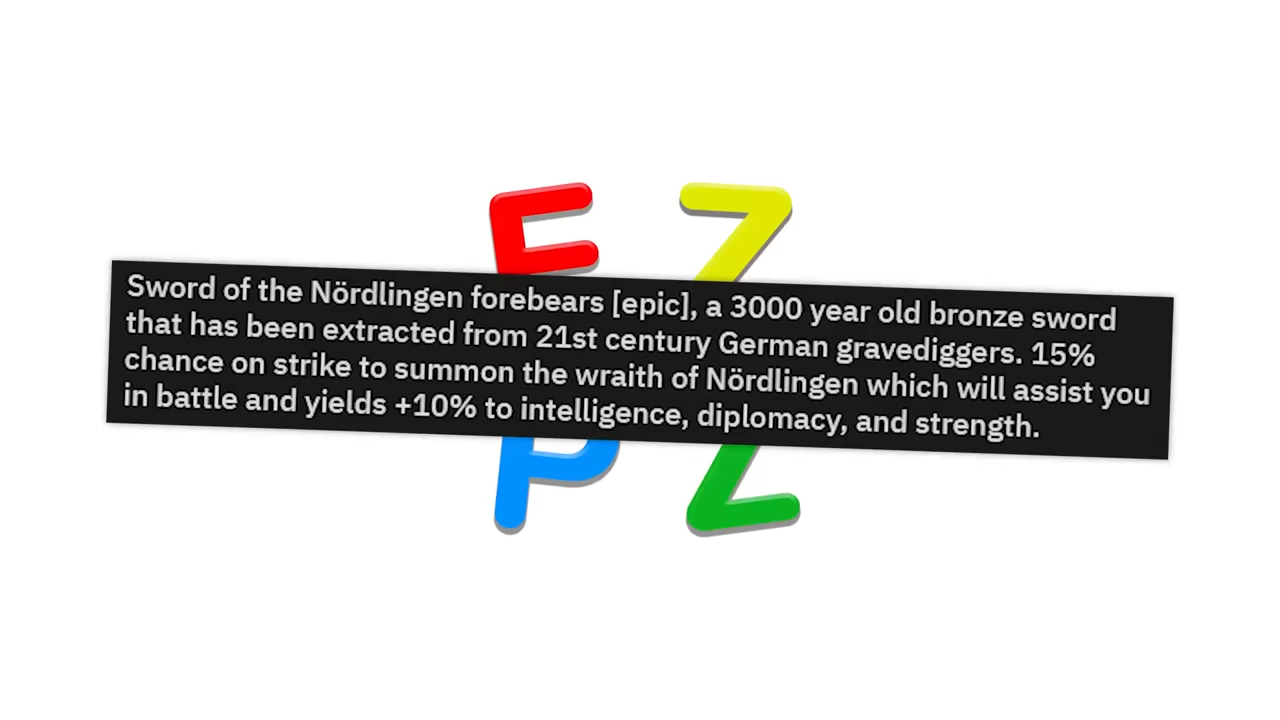 E Z
Sword of the Nördlingen forebears [epic], a 3000 year old bronze sword
that has been extracted from 21st century German gravediggers. 15%
chance on strike to summon the wraith of Nördlingen which will assist you
in battle and yields +10% to intelligence, diplomacy, and strength.
P Z